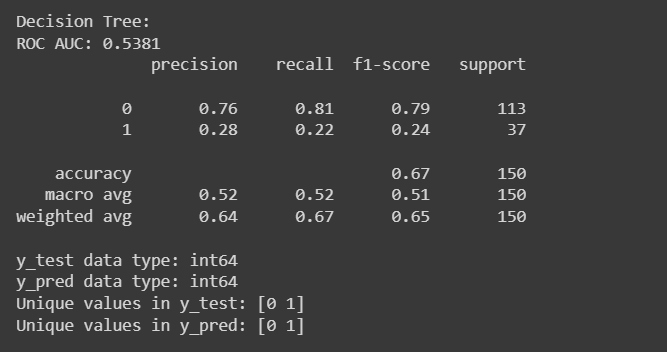 Decision Tree:
ROC AUC: 0.5381
precision recall f1-score support
0 0.76 0.81 0.79 113
1 0.28 0.22 0.24 37
accuracy 0.67 150
macro avg 0.52 0.52 0.51 150
weighted avg 0.64 0.67 0.65 150
y_test data type: int64
y_pred data type: int64
Unique values in y_test: [0 1]
Unique values in y_pred: [0 1]